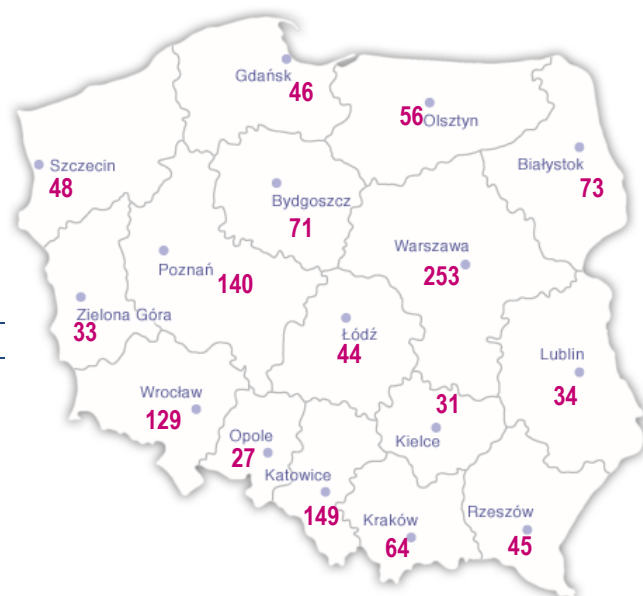 Gdańsk
46
56 Olsztyn
Szczecin
48
Białystok
73
Bydgoszcz
71
Warszawa
253
Poznań
140
Zielona Góra
33
Łódź
44
Lublin
34
Wrocław
129
31
Kielce
Opole
27
Katowice
149
Kraków
64
Rzeszów
45